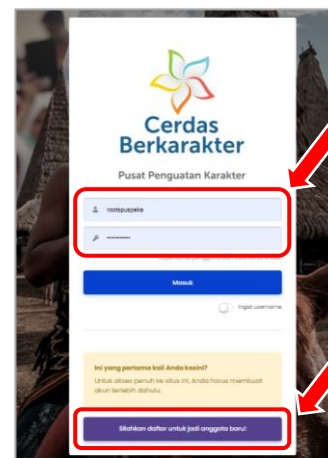 Cerdas
Berkarakter
Pusat Penguatan Karakter
rootspuspeka
Masuk
Ingat username
Ini yang pertama kali Anda kesini?
Untuk akses penuh ke situs ini, Anda harus membuat
akun terlebih dahulu.
Silahkan daftar untuk jadi anggota baru!